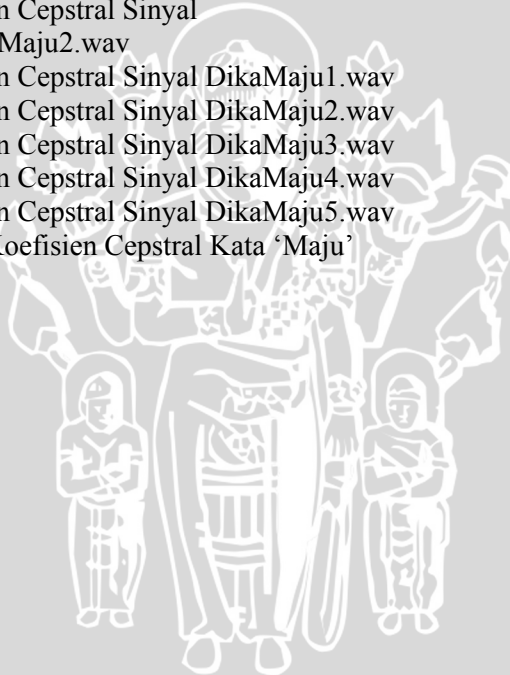 n Cepstral Sinyal
Maju2.wav
n Cepstral Sinyal DikaMaju1.wav
n Cepstral Sinyal DikaMaju2.wav
n Cepstral Sinyal DikaMaju3.wav
n Cepstral Sinyal DikaMaju4.wav
n Cepstral Sinyal DikaMaju5.wav
Koefisien Cepstral Kata ‘Maju’